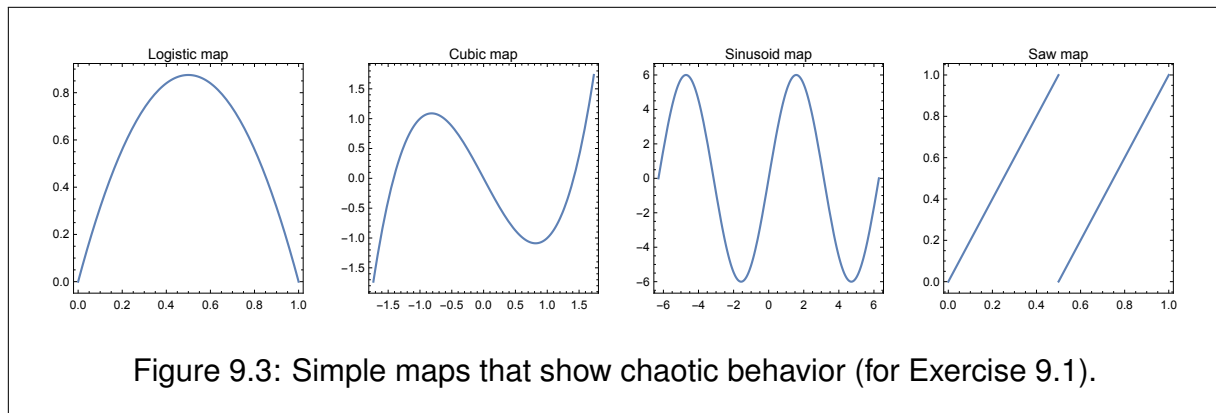 Logistic map
0.8
0.6
0.4
0.2
0.0
0.0 0.2 0.4 0.6 0.8 1.0
Cubic map
1.5
1.0
0.5
0.0
−0.5
−1.0
−1.5
−1.5 −1.0 −0.5 0.0 0.5 1.0 1.5
Sinusoid map
6
4
2
0
−2
−4
−6
−6 −4 −2 0 2 4 6
Saw map
1.0
0.8
0.6
0.4
0.2
0.0
0.0 0.2 0.4 0.6 0.8 1.0
Figure 9.3: Simple maps that show chaotic behavior (for Exercise 9.1).